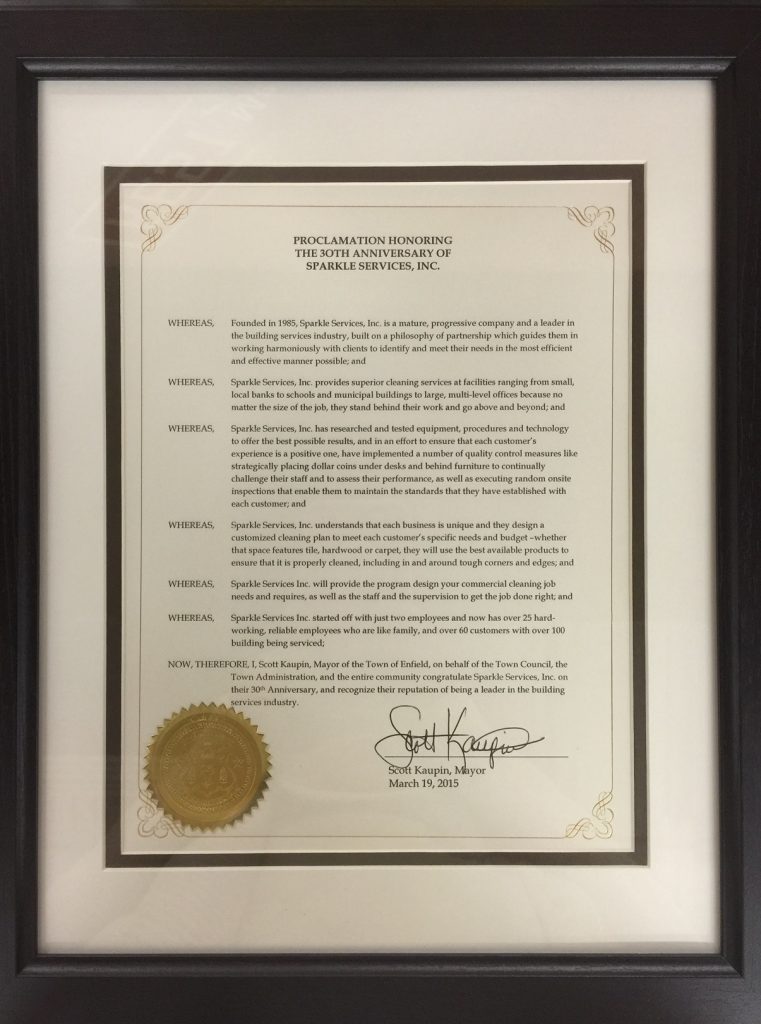 PROCLAMATION HONORING
THE 30TH ANNIVERSARY OF
SPARKLE SERVICES, INC.
WHEREAS, Founded in 1985, Sparkle Services, Inc. is a mature, progressive company and a leader in
the building services industry, built on a philosophy of partnership which guides them in
working harmoniously with clients to identify and meet their needs in the most efficient
and effective manner possible; and
WHEREAS, Sparkle Services, Inc. provides superior cleaning services at facilities ranging from small,
local banks to schools and municipal buildings to large, multi-level offices because no
matter the size of the job, they stand behind their work and go above and beyond; and
WHEREAS, Sparkle Services, Inc. has researched and tested equipment, procedures and technology
to offer the best possible results, and in an effort to ensure that each customer's
experience is a positive one, have implemented a number of quality control measures like
strategically placing dollar coins under desks and behind furniture to continually
challenge their staff and to assess their performance, as well as executing random onsite
inspections that enable them to maintain the standards that they have established with
each customer; and
WHEREAS, Sparkle Services, Inc. understands that each business is unique and they design a
customized cleaning plan to meet each customer's specific needs and budget –whether
that space features tile, hardwood or carpet, they will use the best available products to
ensure that it is properly cleaned, including in and around tough corners and edges; and
WHEREAS, Sparkle Services Inc. will provide the program design your commercial cleaning job
needs and requires, as well as the staff and the supervision to get the job done right; and
WHEREAS, Sparkle Services Inc. started off with just two employees and now has over 25 hard-
working, reliable employees who are like family, and over 60 customers with over 100
building being serviced;
NOW, THEREFORE, I, Scott Kaupin, Mayor of the Town of Enfield, on behalf of the Town Council, the
Town Administration, and the entire community congratulate Sparkle Services, Inc. on
their 30th Anniversary, and recognize their reputation of being a leader in the building
services industry.
Scott Kaupin
Scott Kaupin, Mayor
March 19, 2015